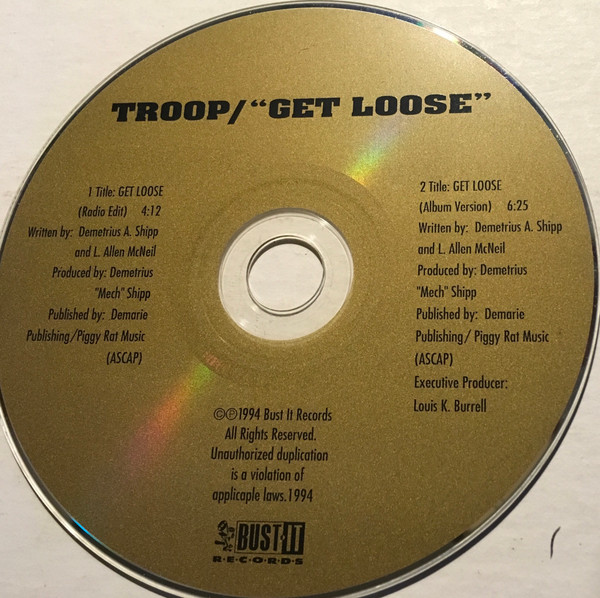 TROOP/"GET LOOSE"
1 Title: GET LOOSE
(Radio Edit) 4:12
Written by: Demetrius A. Shipp
and L. Allen McNeil
Produced by: Demetrius
"Mech" Shipp
Published by: Demarie
Publishing/Piggy Rat Music
(ASCAP)
2 Title: GET LOOSE
(Album Version) 6:25
Written by: Demetrius A. Shipp
and L. Allen McNeil
Produced by: Demetrius
"Mech" Shipp
Published by: Demarie
Publishing/ Piggy Rat Music
(ASCAP)
Executive Producer:
Louis K. Burrell
©℗1994 Bust It Records
All Rights Reserved.
Unauthorized duplication
is a violation of
applicaple laws.1994
BUST IT
R·E·C·O·R·D·S